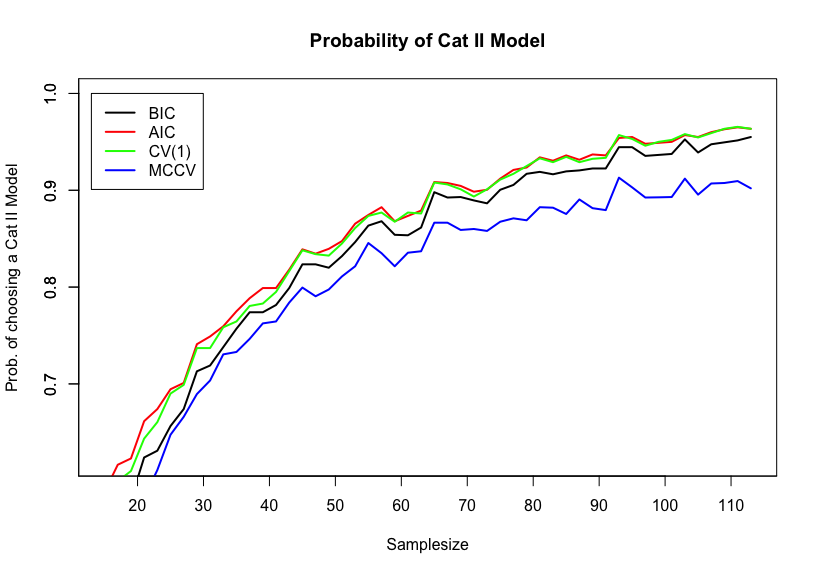 Probability of Cat II Model
Prob. of choosing a Cat II Model
1.0
0.9
0.8
0.7
BIC
AIC
CV(1)
MCCV
20 30 40 50 60 70 80 90 100 110
Samplesize